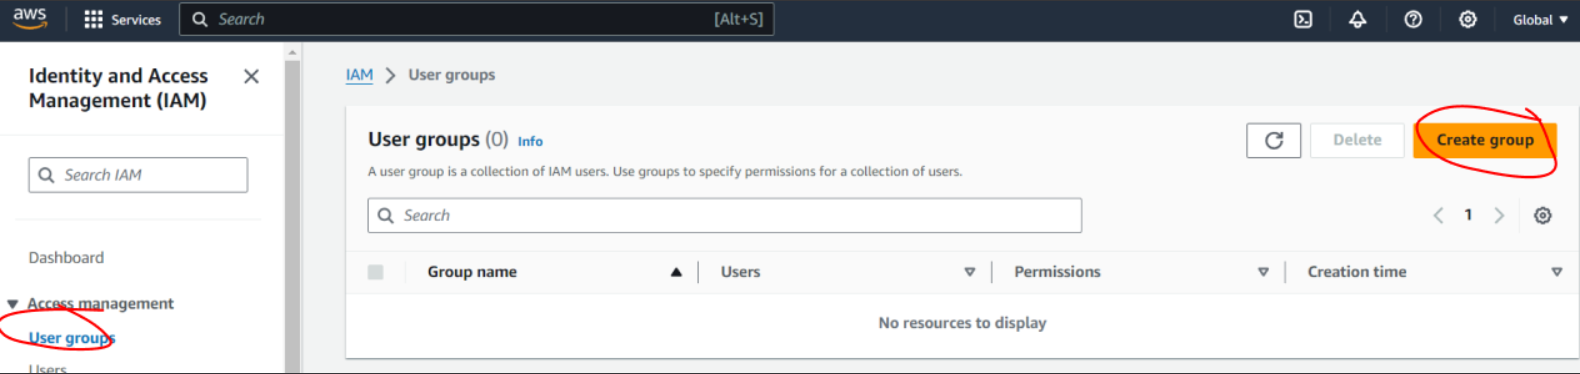 aws Services Search [Alt+S] Global
Identity and Access
Management (IAM)
Search IAM
Dashboard
Access management
User groups
Users
IAM > User groups
User groups (0) Info
Delete
Create group
A user group is a collection of IAM users. Use groups to specify permissions for a collection of users.
Search
1
Group name Users Permissions Creation time
No resources to display